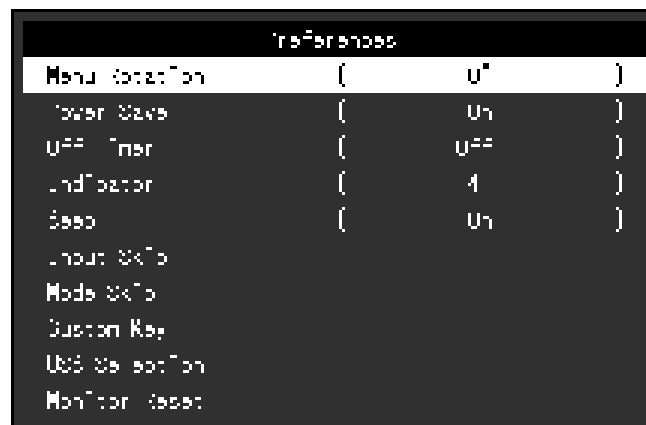 Preferences
Menu Rotation ( 0° )
Power Save ( On )
Off Timer ( Off )
Indicator ( 4 )
Beep ( On )
Input Skip
Mode Skip
Custom Key
USB Selection
Monitor Reset